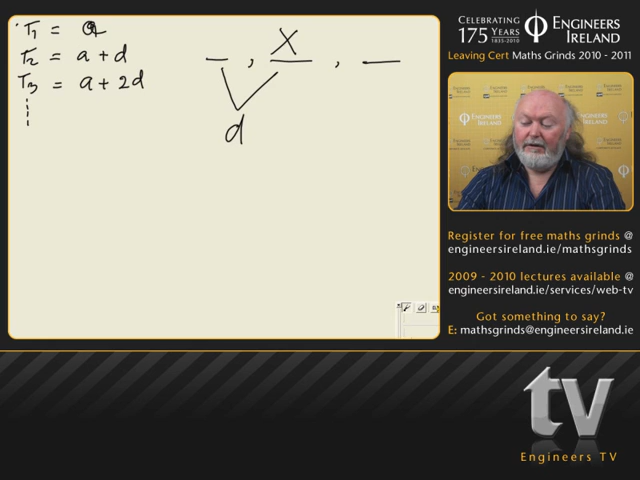 T1 = a
T2 = a + d
T3 = a + 2d
X
_ , _ , _
d
CELEBRATING
175 YEARS
1835-2010
ENGINEERS
IRELAND
Leaving Cert Maths Grinds 2010 - 2011
Register for free maths grinds @
engineersireland.ie/mathsgrinds
2009 - 2010 lectures available @
engineersireland.ie/services/web-tv
Got something to say?
E: mathsgrinds@engineersireland.ie
tv
Engineers TV